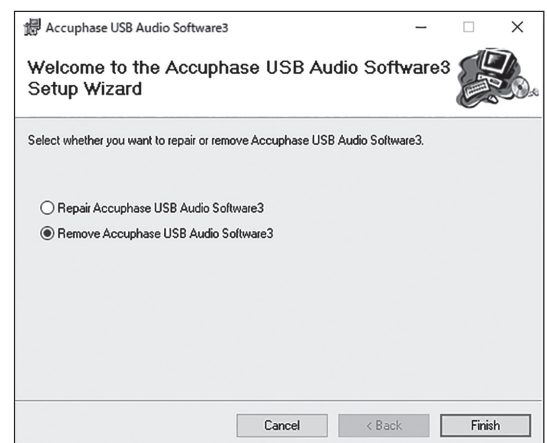 Accuphase USB Audio Software3
Welcome to the Accuphase USB Audio Software3
Setup Wizard
Select whether you want to repair or remove Accuphase USB Audio Software3.
Repair Accuphase USB Audio Software3
Remove Accuphase USB Audio Software3
Cancel
< Back
Finish